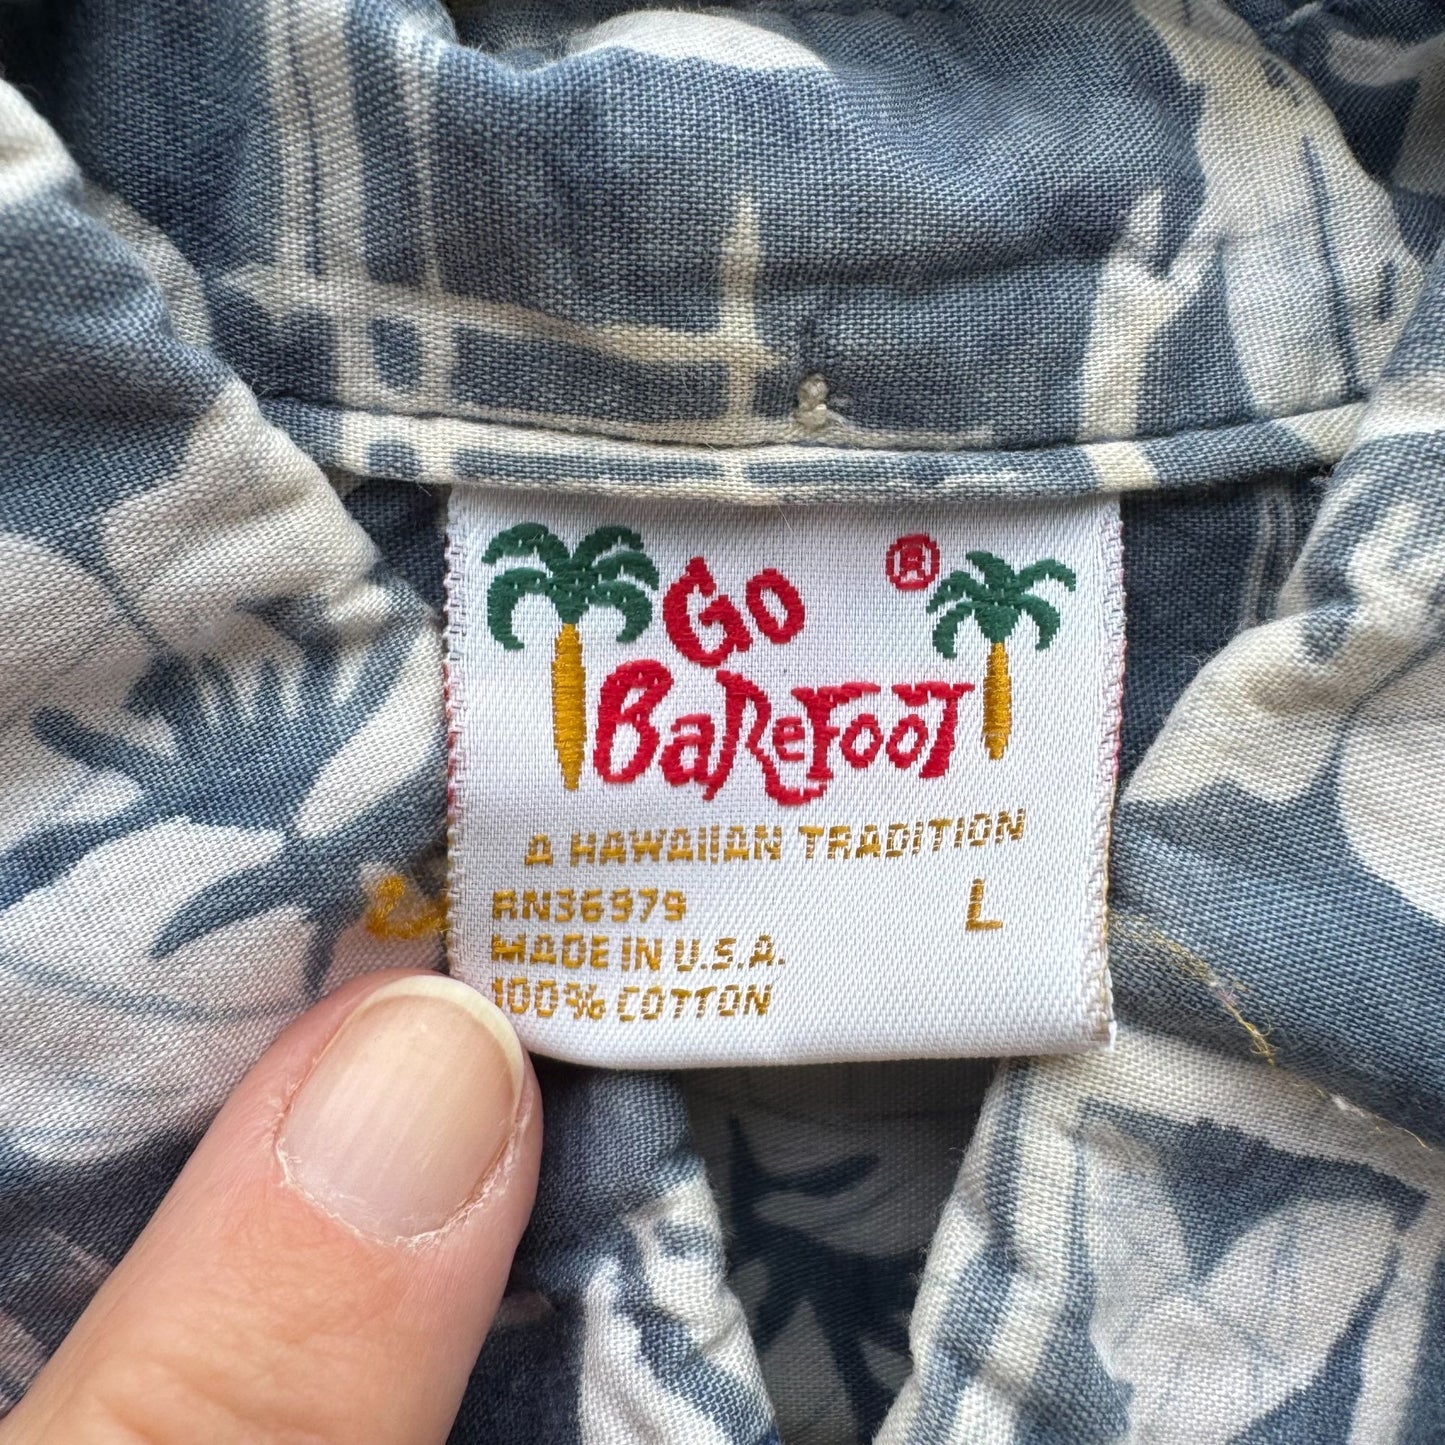 Go ®
BaReFOOT
A HAWAIIAN TRADITION
RN36979 L
MADE IN U.S.A.
100% COTTON